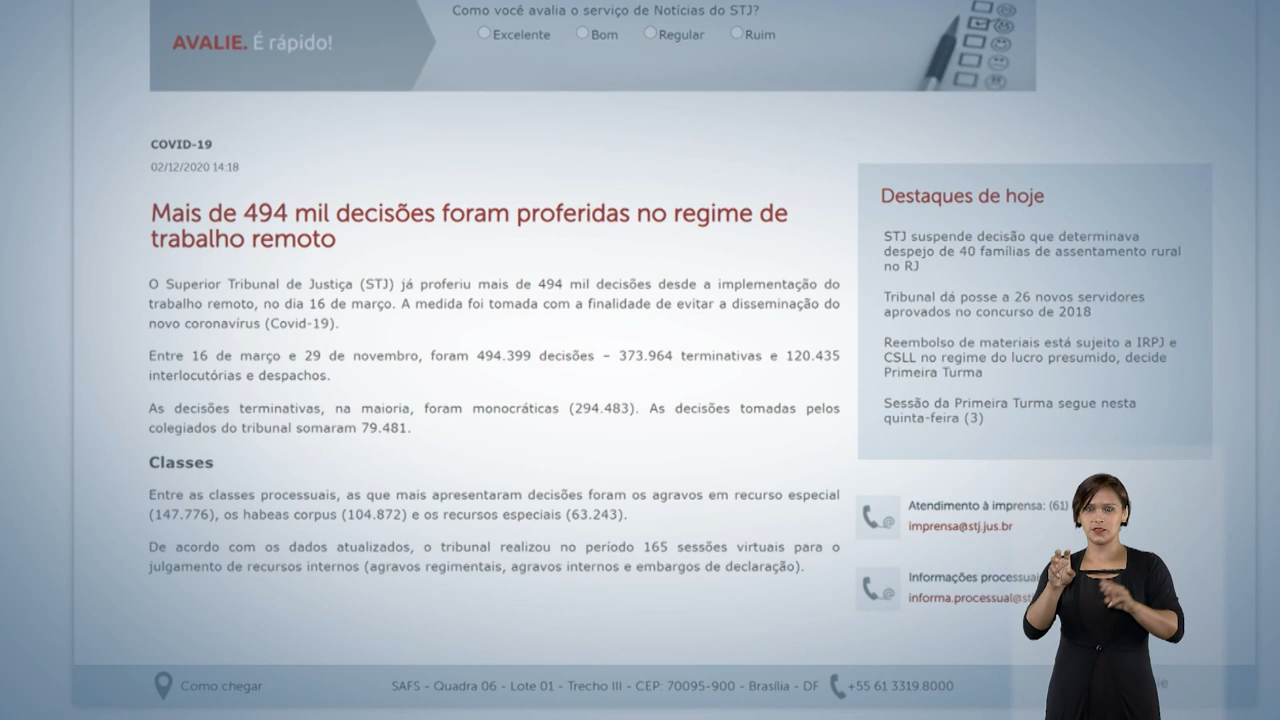 Como você avalia o serviço de Notícias do STJ?
AVALIE. É rápido!
Excelente Bom Regular Ruim
COVID-19
02/12/2020 14:18
Mais de 494 mil decisões foram proferidas no regime de
trabalho remoto
O Superior Tribunal de Justiça (STJ) já proferiu mais de 494 mil decisões desde a implementação do
trabalho remoto, no dia 16 de março. A medida foi tomada com a finalidade de evitar a disseminação do
novo coronavírus (Covid-19).
Entre 16 de março e 29 de novembro, foram 494.399 decisões – 373.964 terminativas e 120.435
interlocutórias e despachos.
As decisões terminativas, na maioria, foram monocráticas (294.483). As decisões tomadas pelos
colegiados do tribunal somaram 79.481.
Classes
Entre as classes processuais, as que mais apresentaram decisões foram os agravos em recurso especial
(147.776), os habeas corpus (104.872) e os recursos especiais (63.243).
De acordo com os dados atualizados, o tribunal realizou no período 165 sessões virtuais para o
julgamento de recursos internos (agravos regimentais, agravos internos e embargos de declaração).
Destaques de hoje
STJ suspende decisão que determinava
despejo de 40 famílias de assentamento rural
no RJ
Tribunal dá posse a 26 novos servidores
aprovados no concurso de 2018
Reembolso de materiais está sujeito a IRPJ e
CSLL no regime do lucro presumido, decide
Primeira Turma
Sessão da Primeira Turma segue nesta
quinta-feira (3)
Atendimento à imprensa: (61)
imprensa@stj.jus.br
Informações processuai
informa.processual@st
Como chegar
SAFS - Quadra 06 - Lote 01 - Trecho III - CEP: 70095-900 - Brasília - DF
+55 61 3319.8000